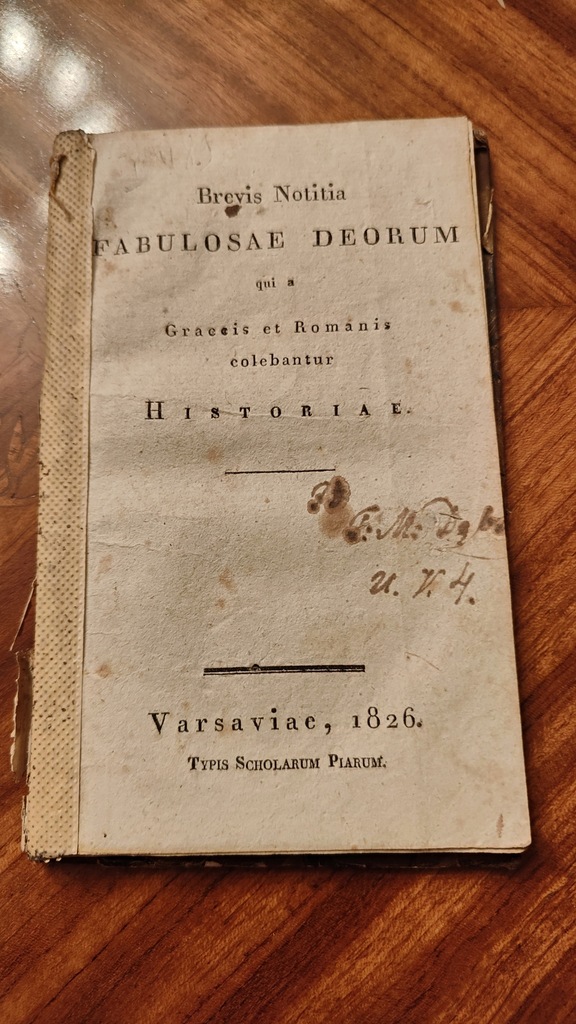 Brevis Notitia
FABULOSAE DEORUM
qui a
Graecis et Romanis
colebantur
HISTORIAE.
F. M.
u. K. 4.
Varsaviae, 1826.
TYPIS SCHOLARUM PIARUM.